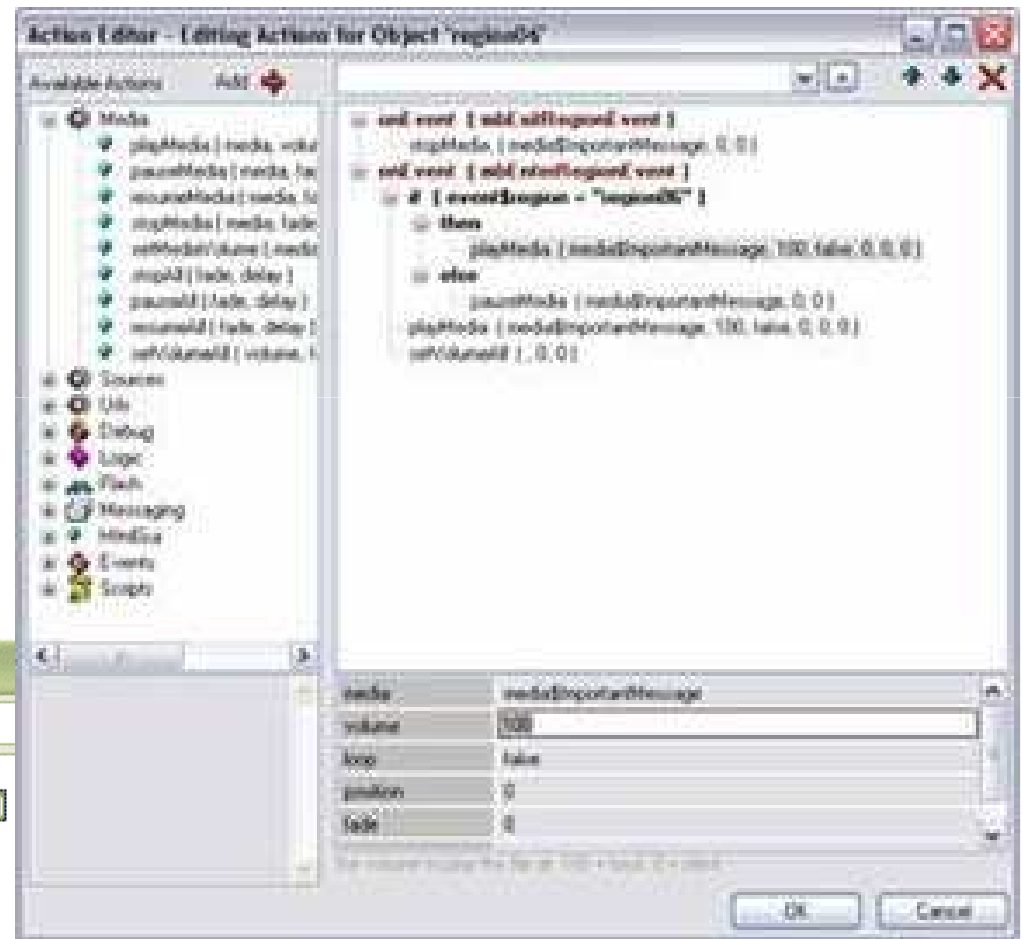 Action Editor - Editing Actions for Object "region06"
Available Actions Add
Media
playMedia ( media, volu
pauseMedia ( media, fad
resumeMedia ( media, fa
stopMedia ( media, fade
setMediaVolume ( media
stopAll ( fade, delay )
pauseAll ( fade, delay )
resumeAll ( fade, delay )
setVolumeAll ( volume, f
Sources
Debug
Logic
Flash
Messaging
Events
Scripts
stopMedia ( media$ImportantMessage, 0, 0 )
if ( event$region = "region06" )
then
playMedia ( media$ImportantMessage, 100, false, 0, 0, 0 )
else
pauseMedia ( media$ImportantMessage, 0, 0 )
playMedia ( media$ImportantMessage, 100, false, 0, 0, 0 )
setVolumeAll ( , 0, 0 )
media media$ImportantMessage
volume 100
loop false
position 0
fade 0
OK Cancel